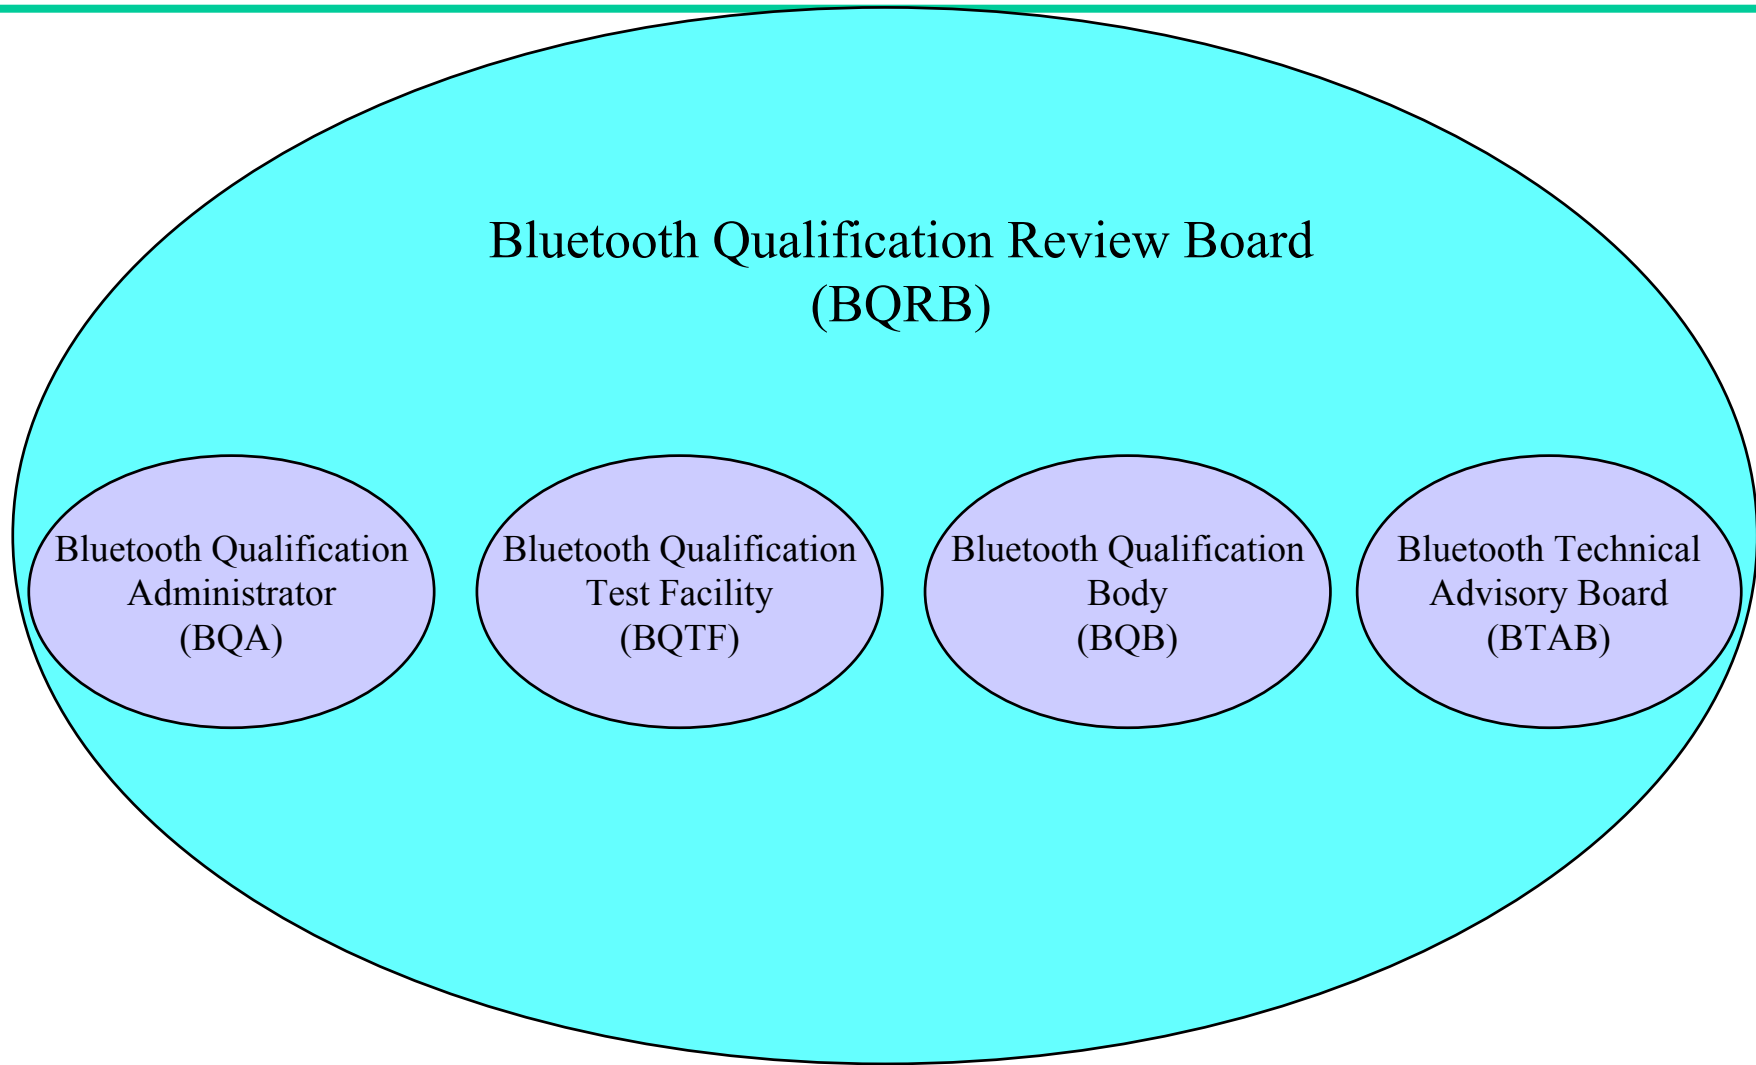 Bluetooth Qualification Review Board
(BQRB)
Bluetooth Qualification
Administrator
(BQA)
Bluetooth Qualification
Test Facility
(BQTF)
Bluetooth Qualification
Body
(BQB)
Bluetooth Technical
Advisory Board
(BTAB)